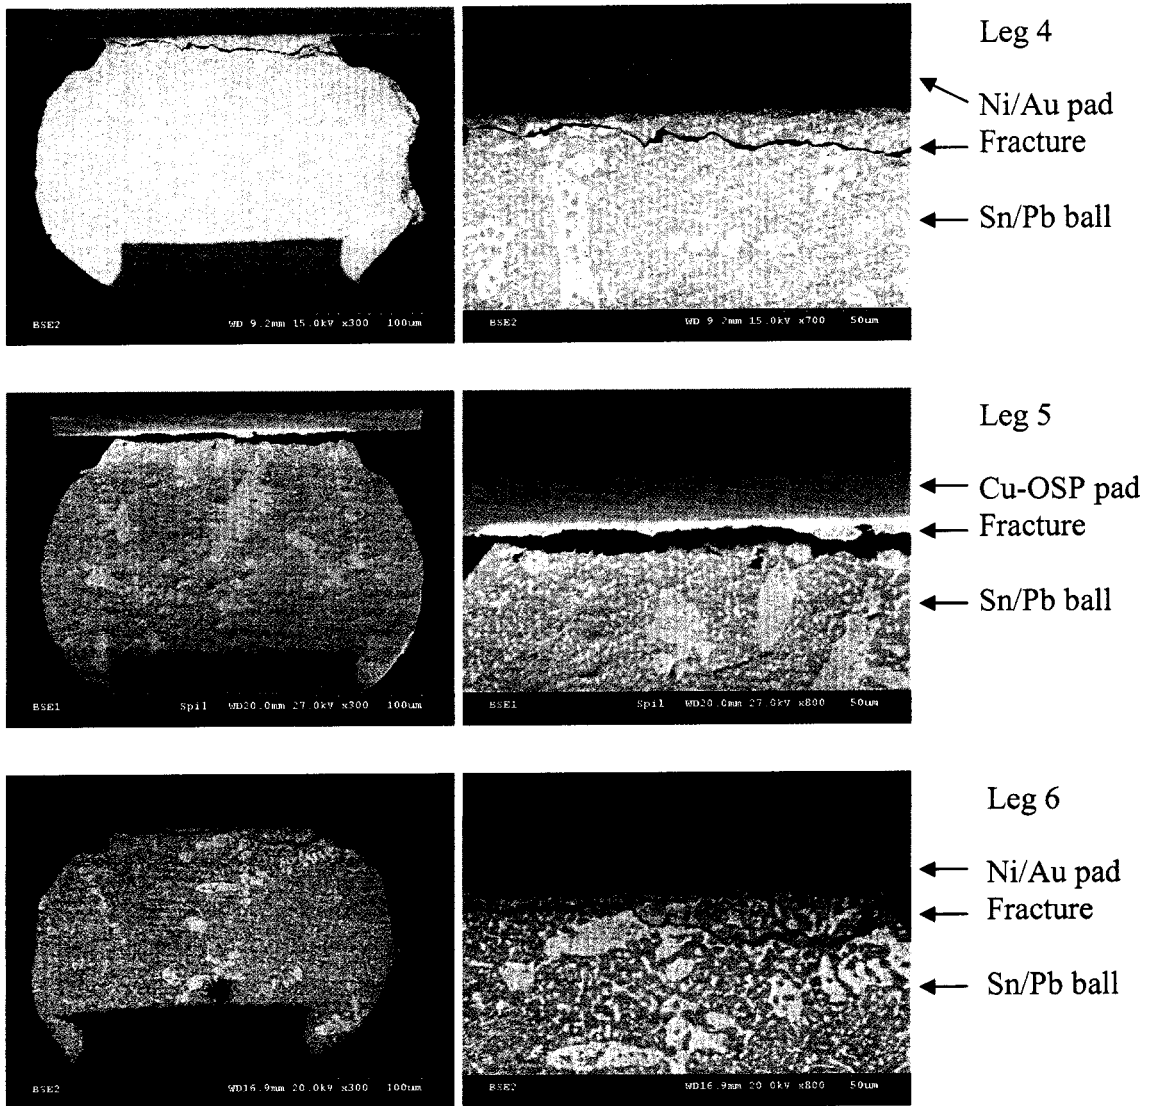 Leg 4
Ni/Au pad
Fracture
Sn/Pb ball
BSE2 WD 9.2mm 15.0kV x300 100um
BSE2 WD 9.2mm 15.0kV x700 50um
Leg 5
Cu-OSP pad
Fracture
Sn/Pb ball
BSE1 Spil WD20.0mm 27.0kV x300 100um
BSE1 Spil WD20.0mm 27.0kV x800 50um
Leg 6
Ni/Au pad
Fracture
Sn/Pb ball
BSE2 WD16.9mm 20.0kV x300 100um
BSE2 WD16.9mm 20.0kV x800 50um